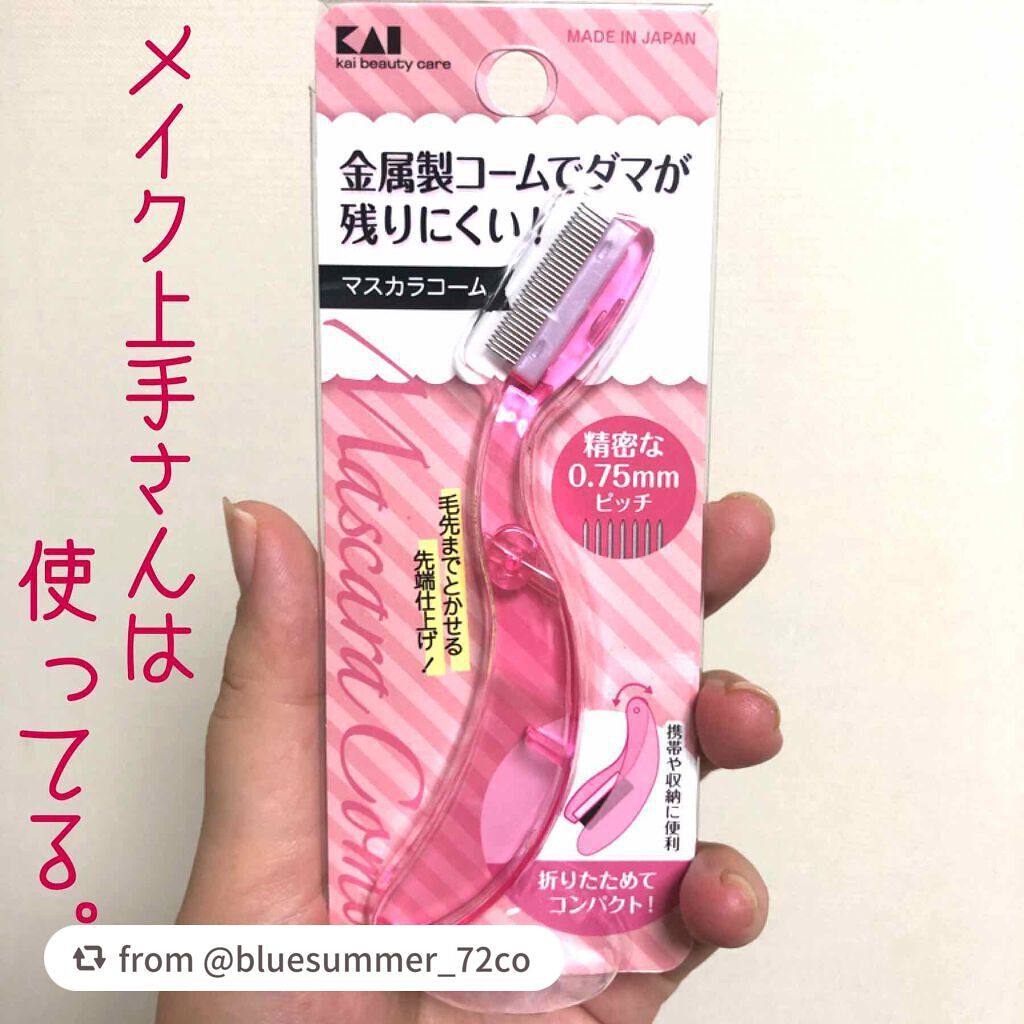 メイク上手さんは
使ってる。
KAI
kai beauty care
MADE IN JAPAN
金属製コームでダマが
残りにくい!
マスカラコーム
Mascara Com
精密な
0.75mm
ピッチ
毛先までとかせる
先端仕上げ!
携帯や収納に便利
折りたためて
コンパクト!
from @bluesummer_72co